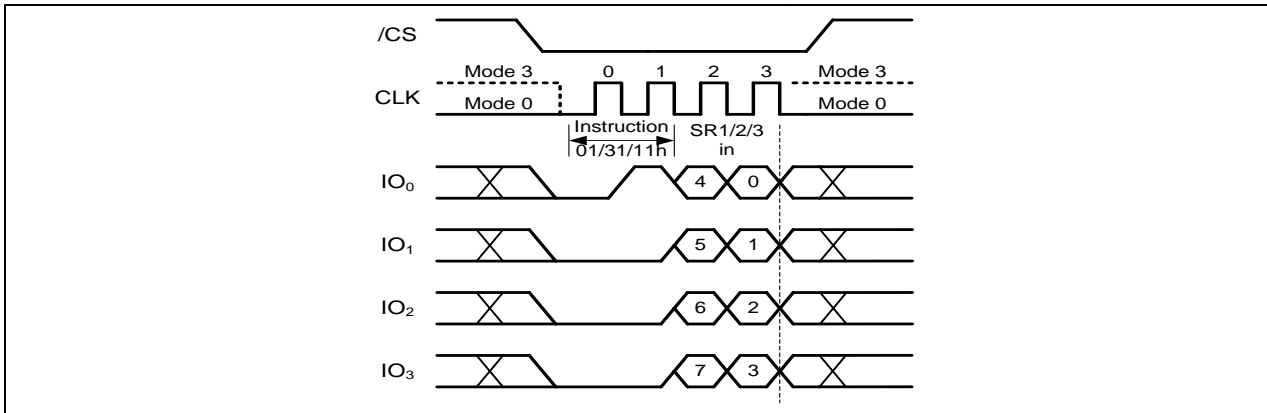 /CS
Mode 3 0 1 2 3 Mode 3
CLK
Mode 0 Mode 0
Instruction SR1/2/3
01/31/11h in
IO₀ 4 0
IO₁ 5 1
IO₂ 6 2
IO₃ 7 3